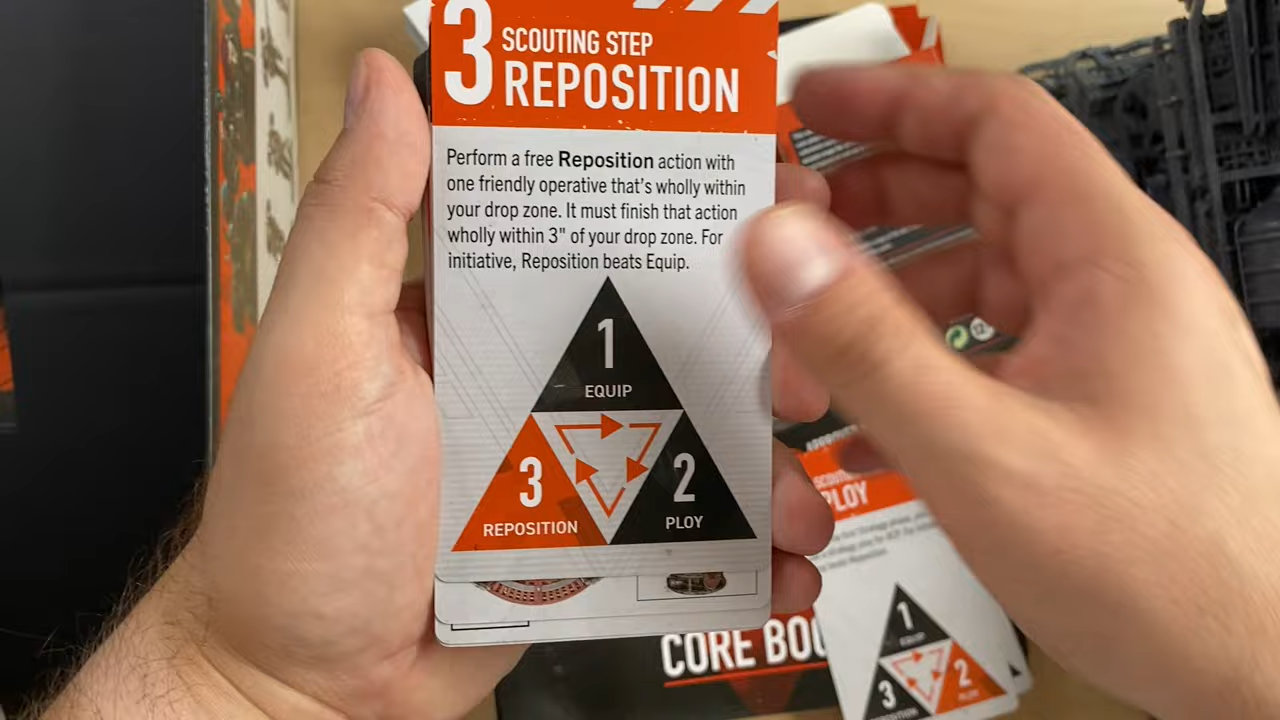 3 SCOUTING STEP
REPOSITION
Perform a free Reposition action with
one friendly operative that's wholly within
your drop zone. It must finish that action
wholly within 3" of your drop zone. For
initiative, Reposition beats Equip.
1
EQUIP
3
REPOSITION
2
PLOY
12
PLOY
1
EQUIP
2
PLOY
3
CORE BOO